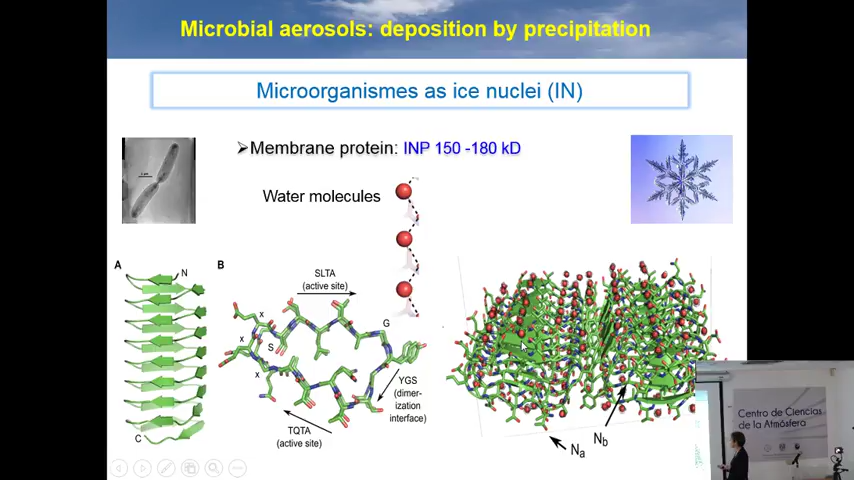 Microbial aerosols: deposition by precipitation
Microorganismes as ice nuclei (IN)
➢Membrane protein: INP 150 -180 kD
Water molecules
A
N
C
B
SLTA
(active site)
x
x
S
x
G
YGS
(dimer-
ization
interface)
TQTA
(active site)
Na
Nb
Centro de Ciencias
de la Atmósfera